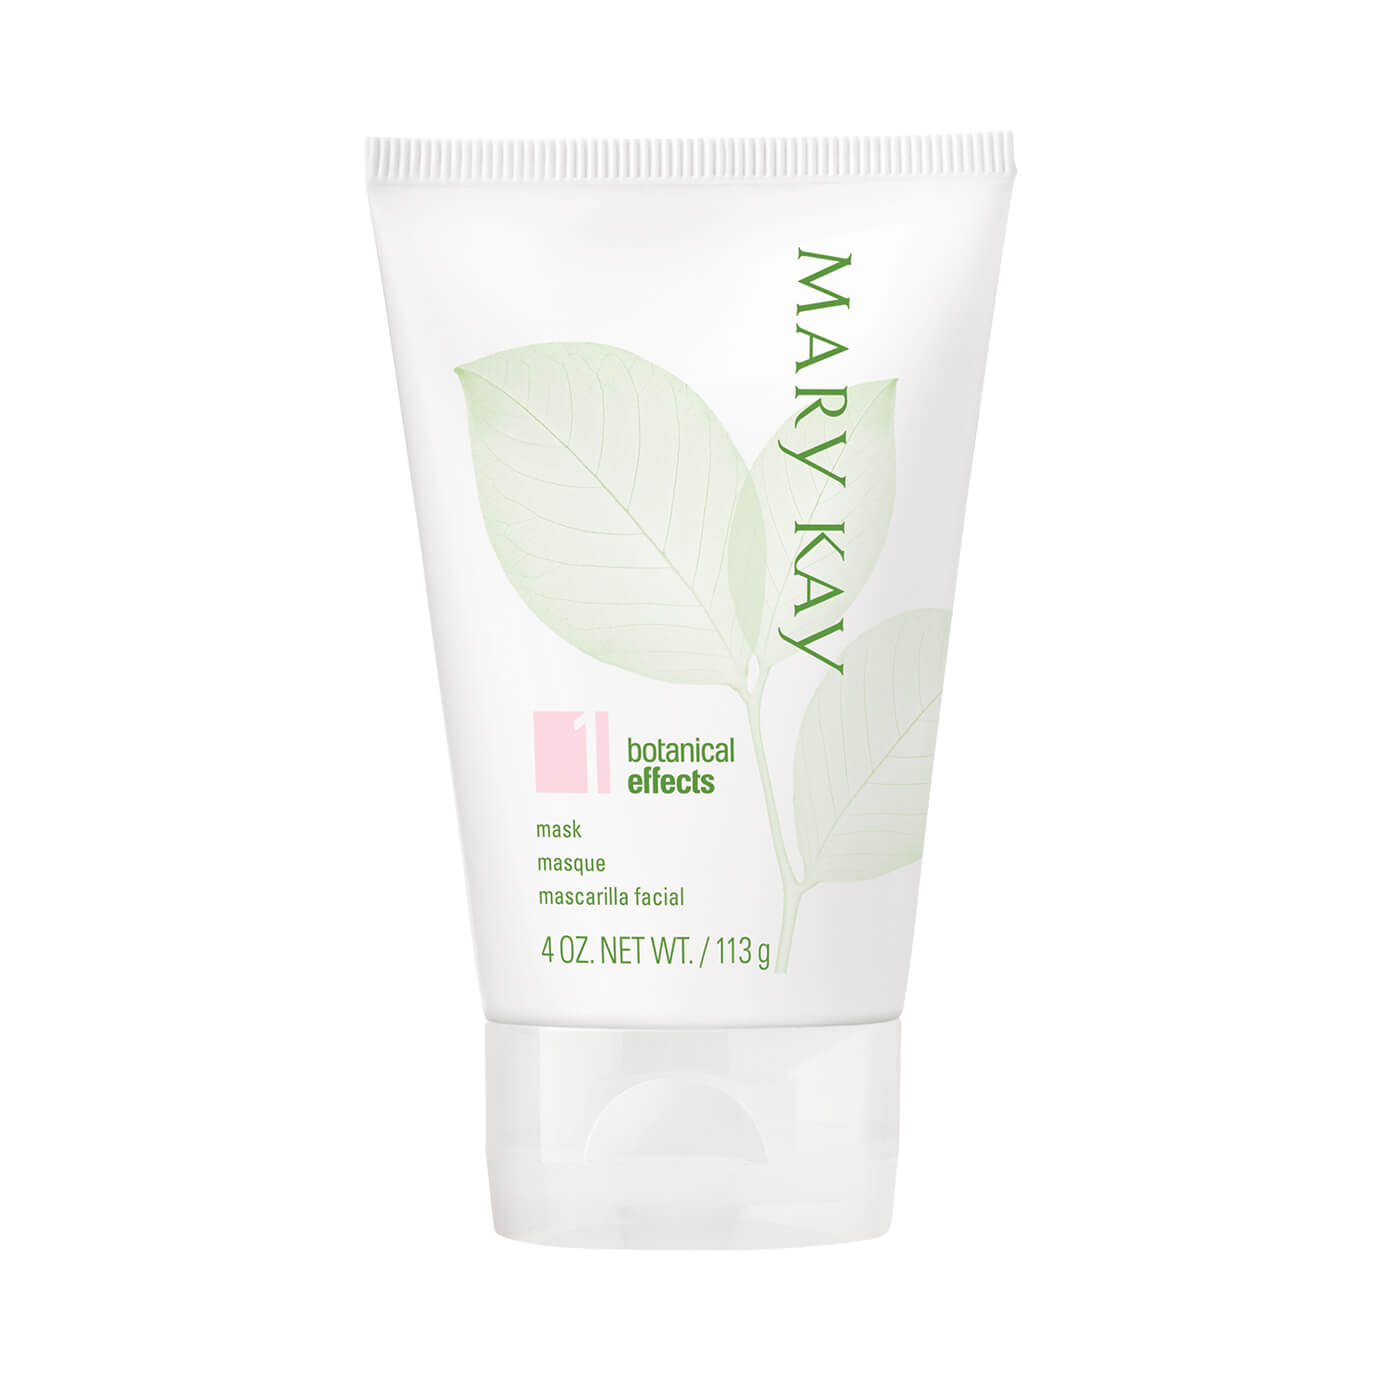 MARY KAY
1
botanical
effects
mask
masque
mascarilla facial
4 OZ. NET WT. / 113 g